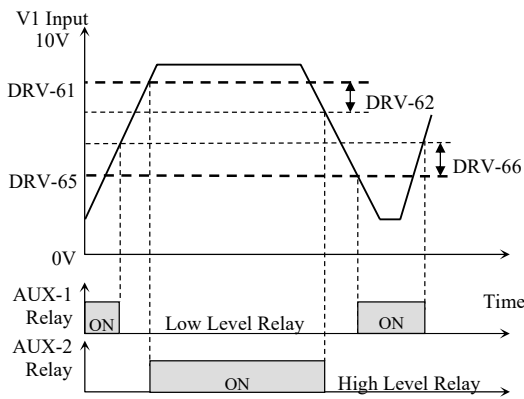 V1 Input
10V
DRV-61
DRV-62
DRV-66
DRV-65
0V
AUX-1
Relay
ON
Low Level Relay
ON
Time
AUX-2
Relay
ON
High Level Relay